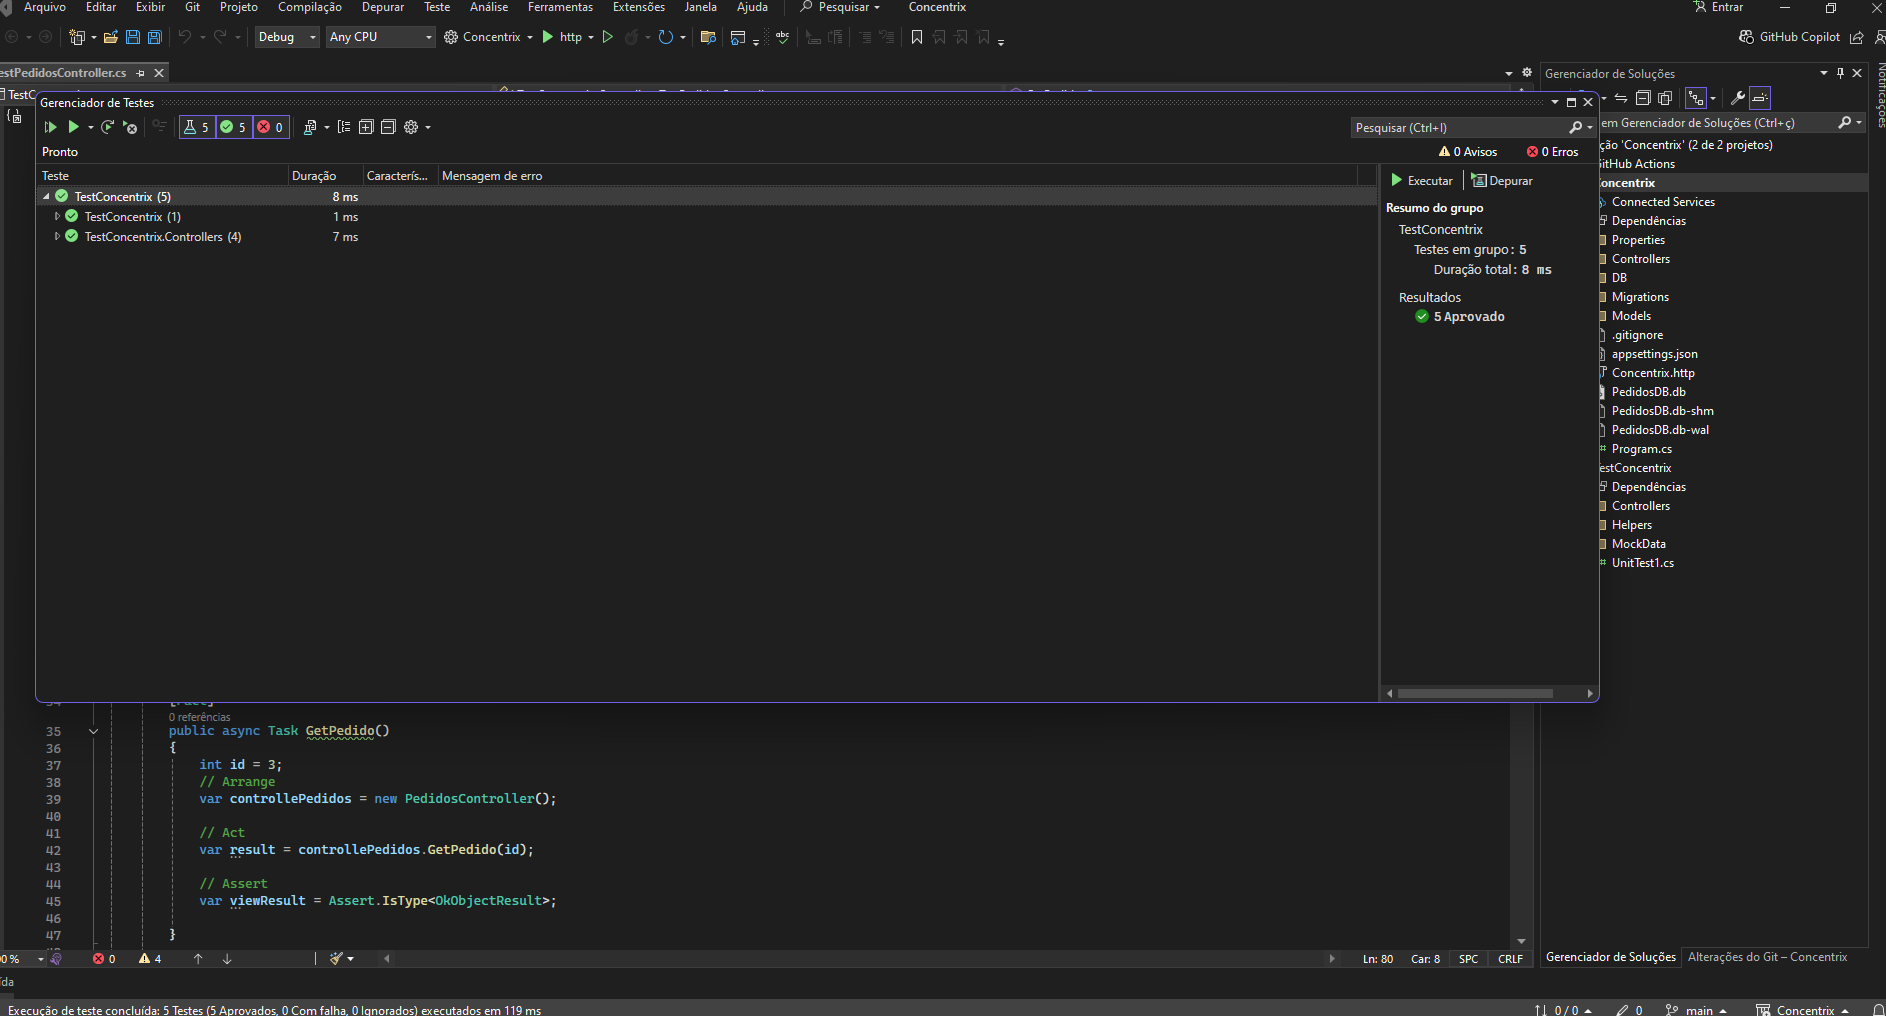 Arquivo Editar Exibir Git Projeto Compilação Depurar Teste Análise Ferramentas Extensões Janela Ajuda Pesquisar Concentrix Entrar
Debug Any CPU Concentrix http abc GitHub Copilot
estPedidosController.cs
Gerenciador de Soluções
Notificações
TestC
Gerenciador de Testes
5 5 0
Pesquisar (Ctrl+I)
em Gerenciador de Soluções (Ctrl+ç)
Pronto
0 Avisos 0 Erros
Teste Duração Caracterís... Mensagem de erro
TestConcentrix (5) 8 ms
TestConcentrix (1) 1 ms
TestConcentrix.Controllers (4) 7 ms
Executar Depurar
Resumo do grupo
TestConcentrix
Testes em grupo: 5
Duração total: 8 ms
Resultados
5 Aprovado
ção 'Concentrix' (2 de 2 projetos)
itHub Actions
oncentrix
Connected Services
Dependências
Properties
Controllers
DB
Migrations
Models
.gitignore
appsettings.json
Concentrix.http
PedidosDB.db
PedidosDB.db-shm
PedidosDB.db-wal
Program.cs
estConcentrix
Dependências
Controllers
Helpers
MockData
UnitTest1.cs
0 referências
35 public async Task GetPedido()
36 {
37 int id = 3;
38 // Arrange
39 var controllePedidos = new PedidosController();
40
41 // Act
42 var result = controllePedidos.GetPedido(id);
43
44 // Assert
45 var viewResult = Assert.IsType<OkObjectResult>;
46
47 }
00 % 0 4 Ln: 80 Car: 8 SPC CRLF
Gerenciador de Soluções Alterações do Git – Concentrix
ída
Execução de teste concluída: 5 Testes (5 Aprovados, 0 Com falha, 0 Ignorados) executados em 119 ms
0 / 0 0 main Concentrix